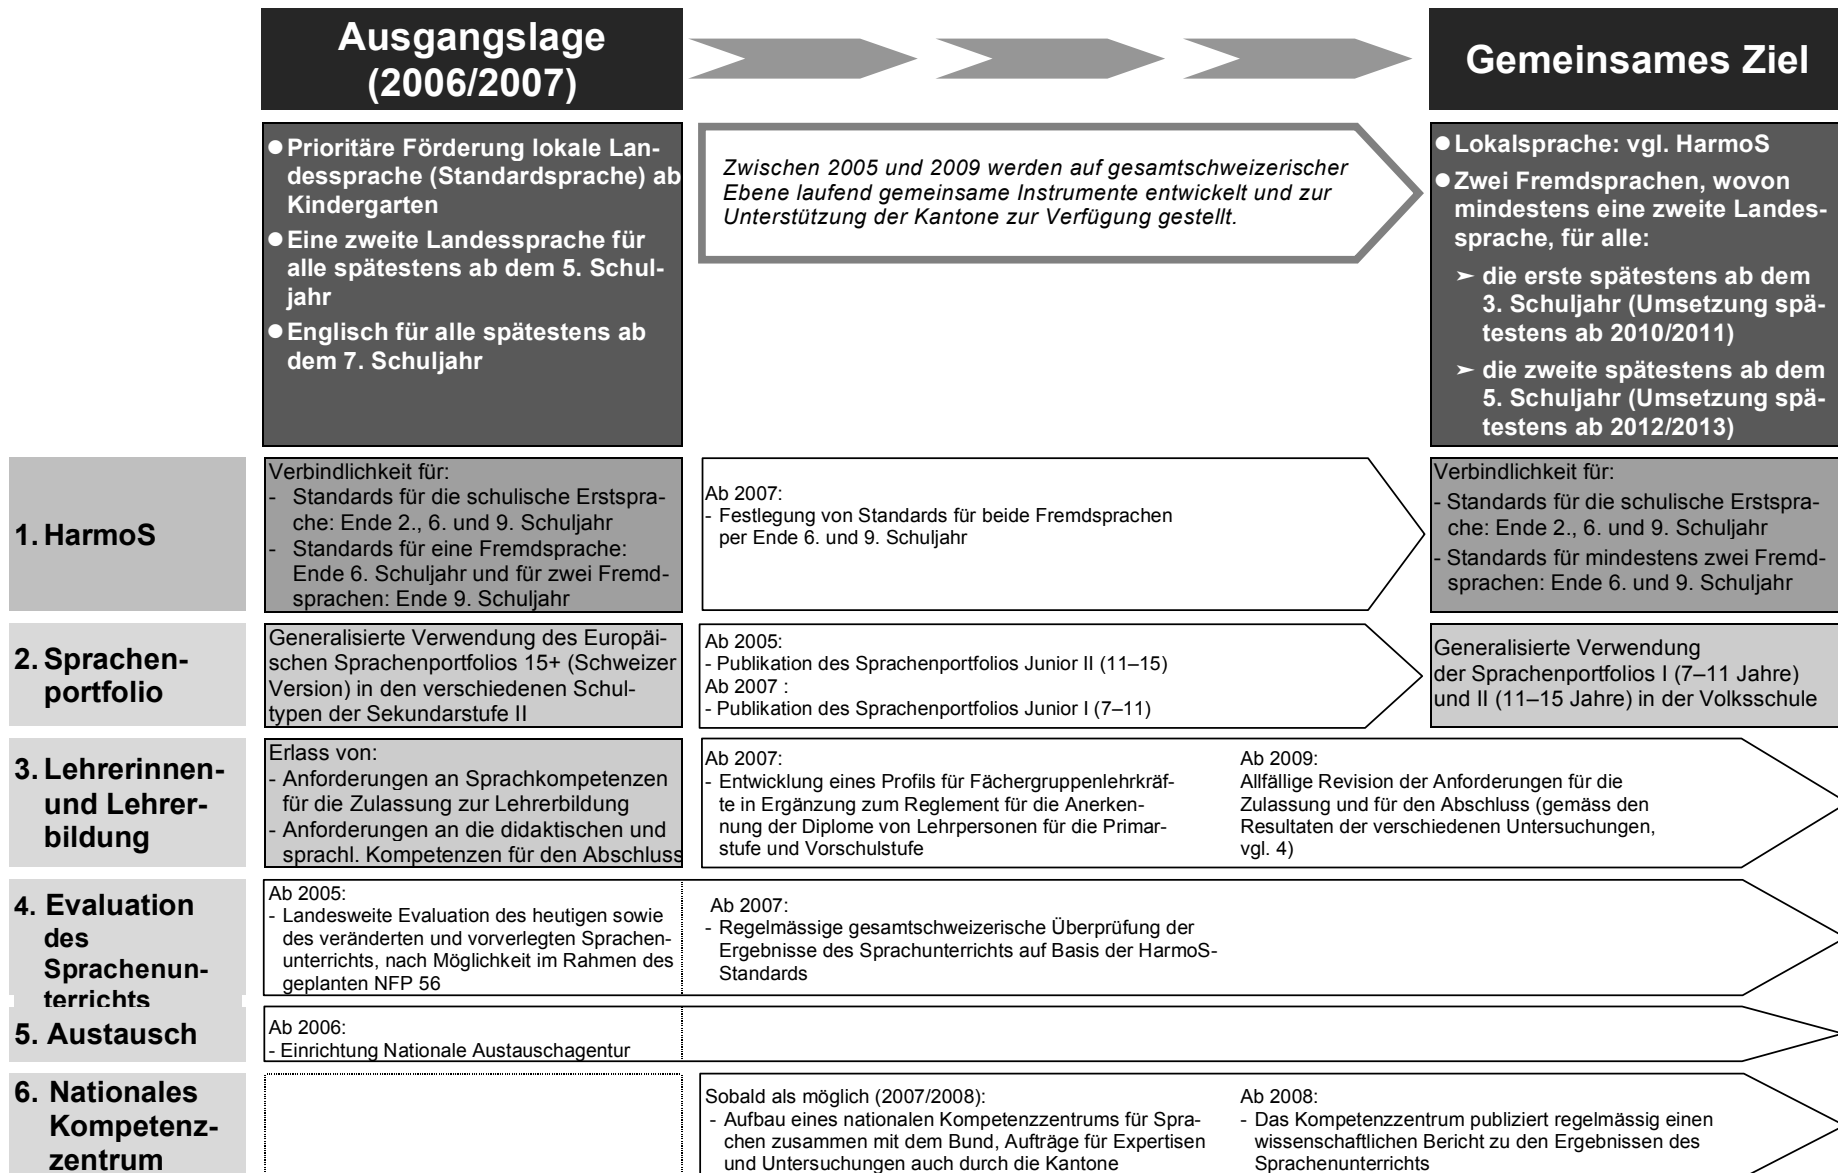 Ausgangslage
(2006/2007)
Gemeinsames Ziel
● Prioritäre Förderung lokale Lan-
dessprache (Standardsprache) ab
Kindergarten
● Eine zweite Landessprache für
alle spätestens ab dem 5. Schul-
jahr
● Englisch für alle spätestens ab
dem 7. Schuljahr
Zwischen 2005 und 2009 werden auf gesamtschweizerischer
Ebene laufend gemeinsame Instrumente entwickelt und zur
Unterstützung der Kantone zur Verfügung gestellt.
● Lokalsprache: vgl. HarmoS
● Zwei Fremdsprachen, wovon
mindestens eine zweite Landes-
sprache, für alle:
➢ die erste spätestens ab dem
3. Schuljahr (Umsetzung spä-
testens ab 2010/2011)
➢ die zweite spätestens ab dem
5. Schuljahr (Umsetzung spä-
testens ab 2012/2013)
1. HarmoS
Verbindlichkeit für:
- Standards für die schulische Erstspra-
che: Ende 2., 6. und 9. Schuljahr
- Standards für eine Fremdsprache:
Ende 6. Schuljahr und für zwei Fremd-
sprachen: Ende 9. Schuljahr
Ab 2007:
- Festlegung von Standards für beide Fremdsprachen
per Ende 6. und 9. Schuljahr
Verbindlichkeit für:
- Standards für die schulische Erstspra-
che: Ende 2., 6. und 9. Schuljahr
- Standards für mindestens zwei Fremd-
sprachen: Ende 6. und 9. Schuljahr
2. Sprachen-
portfolio
Generalisierte Verwendung des Europäi-
schen Sprachenportfolios 15+ (Schweizer
Version) in den verschiedenen Schul-
typen der Sekundarstufe II
Ab 2005:
- Publikation des Sprachenportfolios Junior II (11–15)
Ab 2007 :
- Publikation des Sprachenportfolios Junior I (7–11)
Generalisierte Verwendung
der Sprachenportfolios I (7–11 Jahre)
und II (11–15 Jahre) in der Volksschule
3. Lehrerinnen-
und Lehrer-
bildung
Erlass von:
- Anforderungen an Sprachkompetenzen
für die Zulassung zur Lehrerbildung
- Anforderungen an die didaktischen und
sprachl. Kompetenzen für den Abschluss
Ab 2007:
- Entwicklung eines Profils für Fächergruppenlehrkräf-
te in Ergänzung zum Reglement für die Anerken-
nung der Diplome von Lehrpersonen für die Primar-
stufe und Vorschulstufe
Ab 2009:
Allfällige Revision der Anforderungen für die
Zulassung und für den Abschluss (gemäss den
Resultaten der verschiedenen Untersuchungen,
vgl. 4)
4. Evaluation
des
Sprachenun-
terrichts
Ab 2005:
- Landesweite Evaluation des heutigen sowie
des veränderten und vorverlegten Sprachen-
unterrichts, nach Möglichkeit im Rahmen des
geplanten NFP 56
Ab 2007:
- Regelmässige gesamtschweizerische Überprüfung der
Ergebnisse des Sprachunterrichts auf Basis der HarmoS-
Standards
5. Austausch
Ab 2006:
- Einrichtung Nationale Austauschagentur
6. Nationales
Kompetenz-
zentrum
Sobald als möglich (2007/2008):
- Aufbau eines nationalen Kompetenzzentrums für Spra-
chen zusammen mit dem Bund, Aufträge für Expertisen
und Untersuchungen auch durch die Kantone
Ab 2008:
- Das Kompetenzzentrum publiziert regelmässig einen
wissenschaftlichen Bericht zu den Ergebnissen des
Sprachenunterrichts